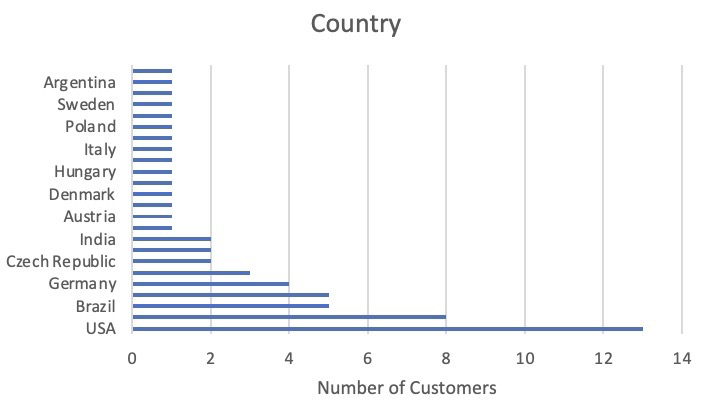 Country
Argentina
Sweden
Poland
Italy
Hungary
Denmark
Austria
India
Czech Republic
Germany
Brazil
USA
0 2 4 6 8 10 12 14
Number of Customers